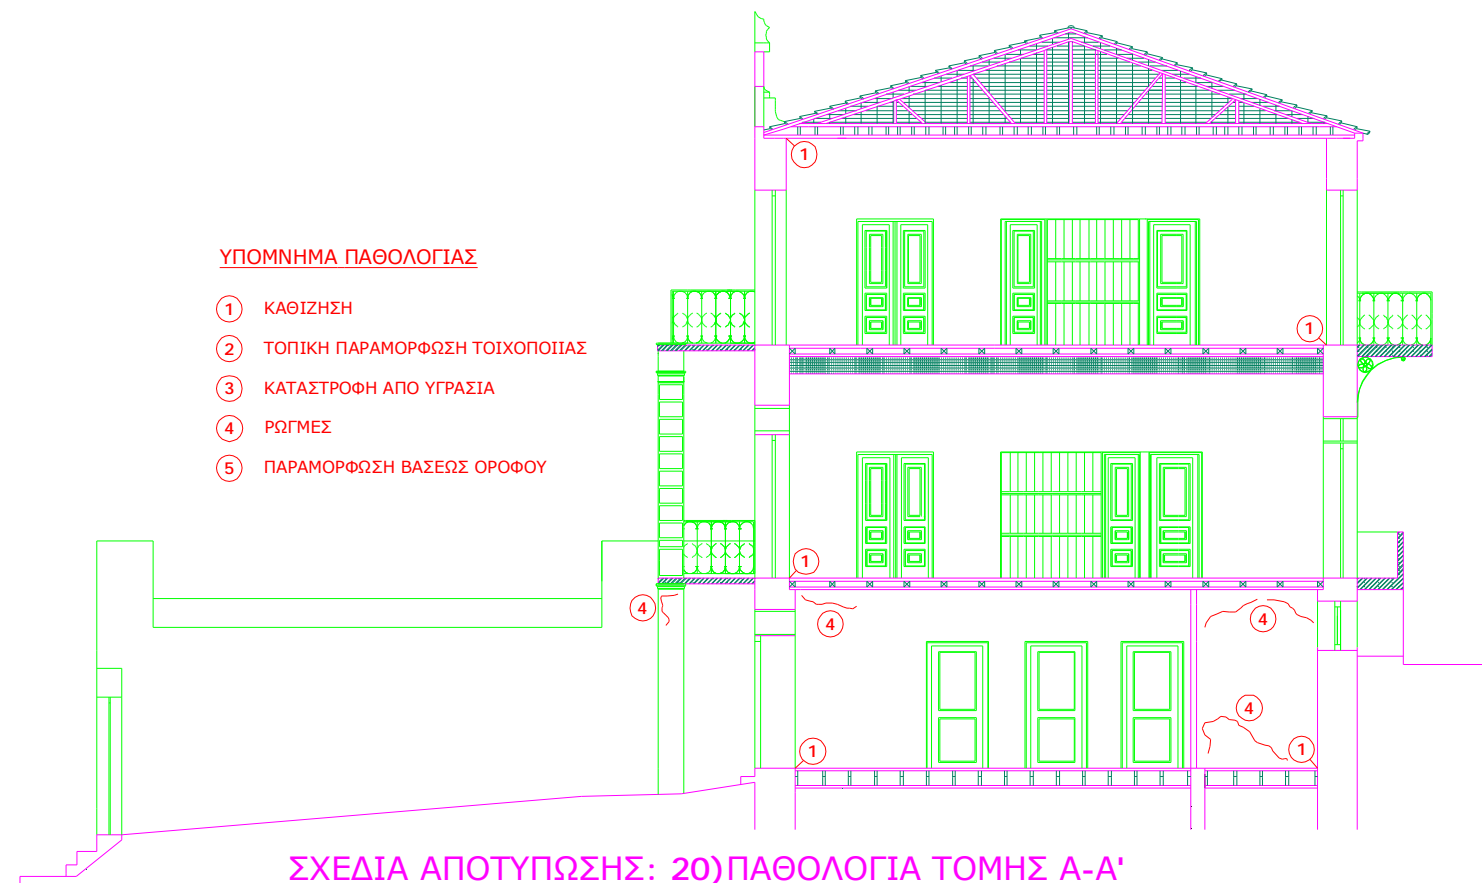 1
ΥΠΟΜΝΗΜΑ ΠΑΘΟΛΟΓΙΑΣ
1 ΚΑΘΙΖΗΣΗ
1
2 ΤΟΠΙΚΗ ΠΑΡΑΜΟΡΦΩΣΗ ΤΟΙΧΟΠΟΙΙΑΣ
3 ΚΑΤΑΣΤΡΟΦΗ ΑΠΟ ΥΓΡΑΣΙΑ
4 ΡΩΓΜΕΣ
5 ΠΑΡΑΜΟΡΦΩΣΗ ΒΑΣΕΩΣ ΟΡΟΦΟΥ
1
4
4
4
4
1
1
ΣΧΕΔΙΑ ΑΠΟΤΥΠΩΣΗΣ: 20)ΠΑΘΟΛΟΓΙΑ ΤΟΜΗΣ Α-Α'